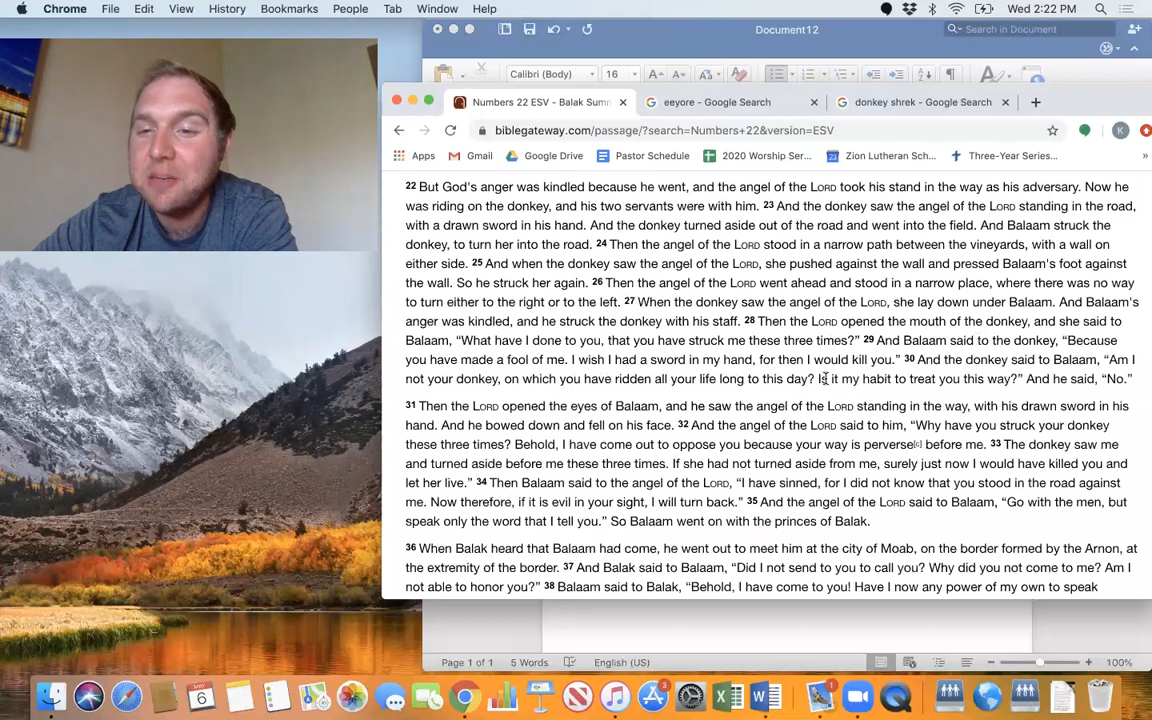 Chrome File Edit View History Bookmarks People Tab Window Help Wed 2:22 PM
Document12 Search in Document
Calibri (Body) 16
Numbers 22 ESV - Balak Sum eeyore - Google Search donkey shrek - Google Search
biblegateway.com/passage/?search=Numbers+22&version=ESV K
Apps Gmail Google Drive Pastor Schedule 2020 Worship Ser... Zion Lutheran Sch... Three-Year Series... »
22 But God's anger was kindled because he went, and the angel of the LORD took his stand in the way as his adversary. Now he
was riding on the donkey, and his two servants were with him. 23 And the donkey saw the angel of the LORD standing in the road,
with a drawn sword in his hand. And the donkey turned aside out of the road and went into the field. And Balaam struck the
donkey, to turn her into the road. 24 Then the angel of the LORD stood in a narrow path between the vineyards, with a wall on
either side. 25 And when the donkey saw the angel of the LORD, she pushed against the wall and pressed Balaam's foot against
the wall. So he struck her again. 26 Then the angel of the LORD went ahead and stood in a narrow place, where there was no way
to turn either to the right or to the left. 27 When the donkey saw the angel of the LORD, she lay down under Balaam. And Balaam's
anger was kindled, and he struck the donkey with his staff. 28 Then the LORD opened the mouth of the donkey, and she said to
Balaam, “What have I done to you, that you have struck me these three times?” 29 And Balaam said to the donkey, “Because
you have made a fool of me. I wish I had a sword in my hand, for then I would kill you.” 30 And the donkey said to Balaam, “Am I
not your donkey, on which you have ridden all your life long to this day? Is it my habit to treat you this way?” And he said, “No.”
31 Then the LORD opened the eyes of Balaam, and he saw the angel of the LORD standing in the way, with his drawn sword in his
hand. And he bowed down and fell on his face. 32 And the angel of the LORD said to him, “Why have you struck your donkey
these three times? Behold, I have come out to oppose you because your way is perverse[c] before me. 33 The donkey saw me
and turned aside before me these three times. If she had not turned aside from me, surely just now I would have killed you and
let her live.” 34 Then Balaam said to the angel of the LORD, “I have sinned, for I did not know that you stood in the road against
me. Now therefore, if it is evil in your sight, I will turn back.” 35 And the angel of the LORD said to Balaam, “Go with the men, but
speak only the word that I tell you.” So Balaam went on with the princes of Balak.
36 When Balak heard that Balaam had come, he went out to meet him at the city of Moab, on the border formed by the Arnon, at
the extremity of the border. 37 And Balak said to Balaam, “Did I not send to you to call you? Why did you not come to me? Am I
not able to honor you?” 38 Balaam said to Balak, “Behold, I have come to you! Have I now any power of my own to speak
Page 1 of 1 5 Words English (US) 100%
MAY 6
3
1